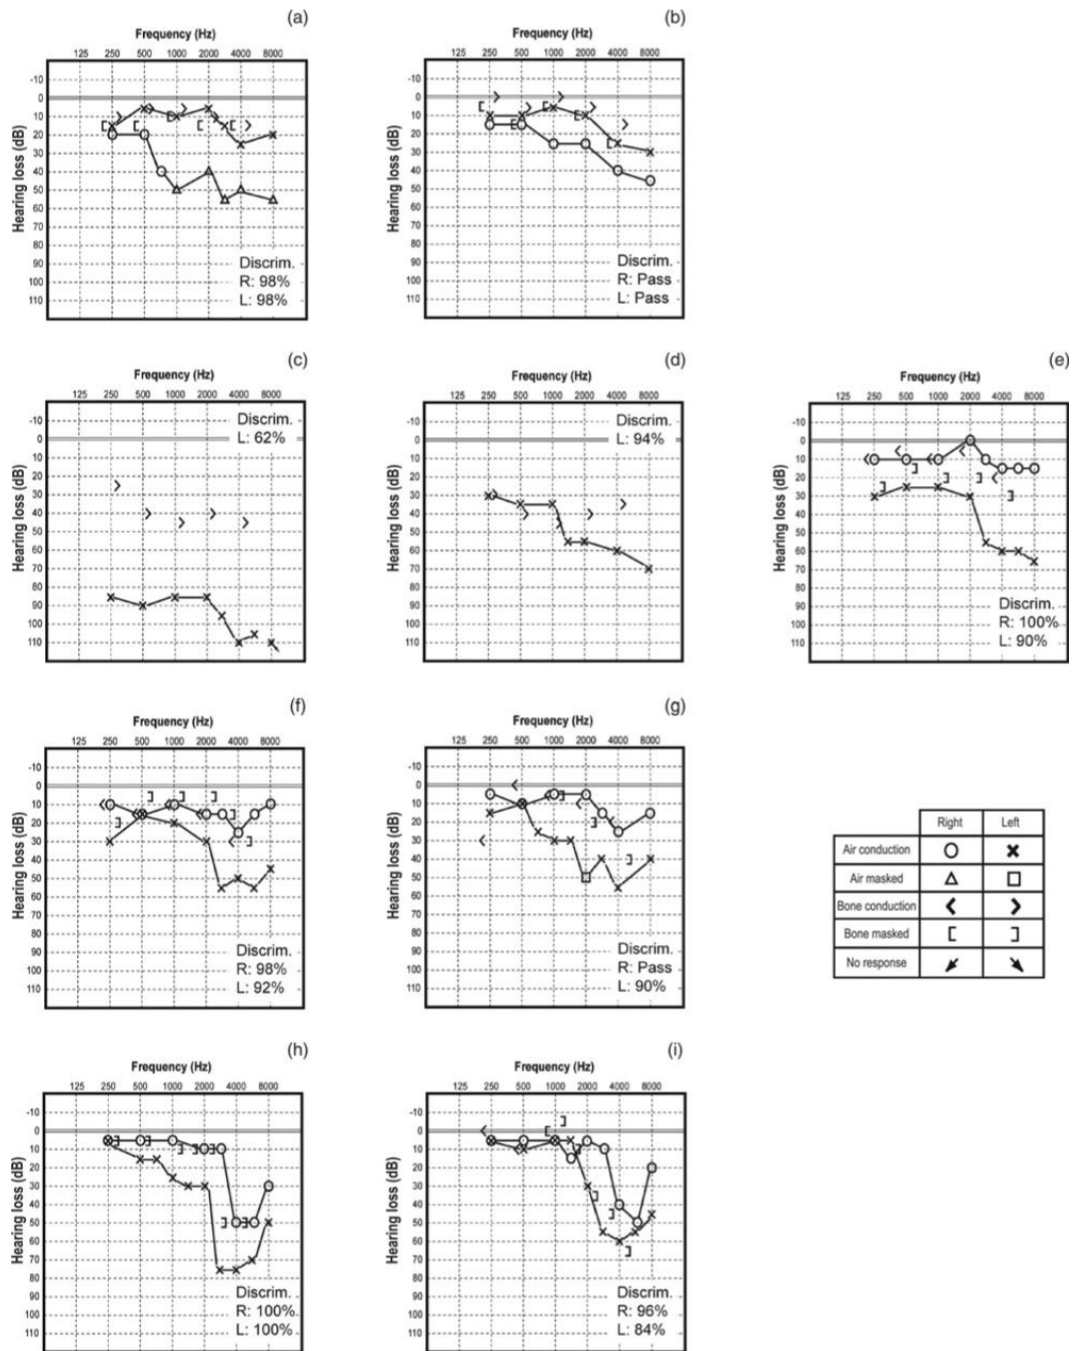 (a)
Frequency (Hz)
125 250 500 1000 2000 4000 8000
Hearing loss (dB)
-10
0
10
20
30
40
50
60
70
80
90
100
110
Discrim.
R: 98%
L: 98%
(b)
Frequency (Hz)
125 250 500 1000 2000 4000 8000
Hearing loss (dB)
-10
0
10
20
30
40
50
60
70
80
90
100
110
Discrim.
R: Pass
L: Pass
(c)
Frequency (Hz)
125 250 500 1000 2000 4000 8000
Hearing loss (dB)
-10
0
10
20
30
40
50
60
70
80
90
100
110
Discrim.
L: 62%
(d)
Frequency (Hz)
125 250 500 1000 2000 4000 8000
Hearing loss (dB)
-10
0
10
20
30
40
50
60
70
80
90
100
110
Discrim.
L: 94%
(e)
Frequency (Hz)
125 250 500 1000 2000 4000 8000
Hearing loss (dB)
-10
0
10
20
30
40
50
60
70
80
90
100
110
Discrim.
R: 100%
L: 90%
(f)
Frequency (Hz)
125 250 500 1000 2000 4000 8000
Hearing loss (dB)
-10
0
10
20
30
40
50
60
70
80
90
100
110
Discrim.
R: 98%
L: 92%
(g)
Frequency (Hz)
125 250 500 1000 2000 4000 8000
Hearing loss (dB)
-10
0
10
20
30
40
50
60
70
80
90
100
110
Discrim.
R: Pass
L: 90%
Right Left
Air conduction
Air masked
Bone conduction
Bone masked
No response
(h)
Frequency (Hz)
125 250 500 1000 2000 4000 8000
Hearing loss (dB)
-10
0
10
20
30
40
50
60
70
80
90
100
110
Discrim.
R: 100%
L: 100%
(i)
Frequency (Hz)
125 250 500 1000 2000 4000 8000
Hearing loss (dB)
-10
0
10
20
30
40
50
60
70
80
90
100
110
Discrim.
R: 96%
L: 84%